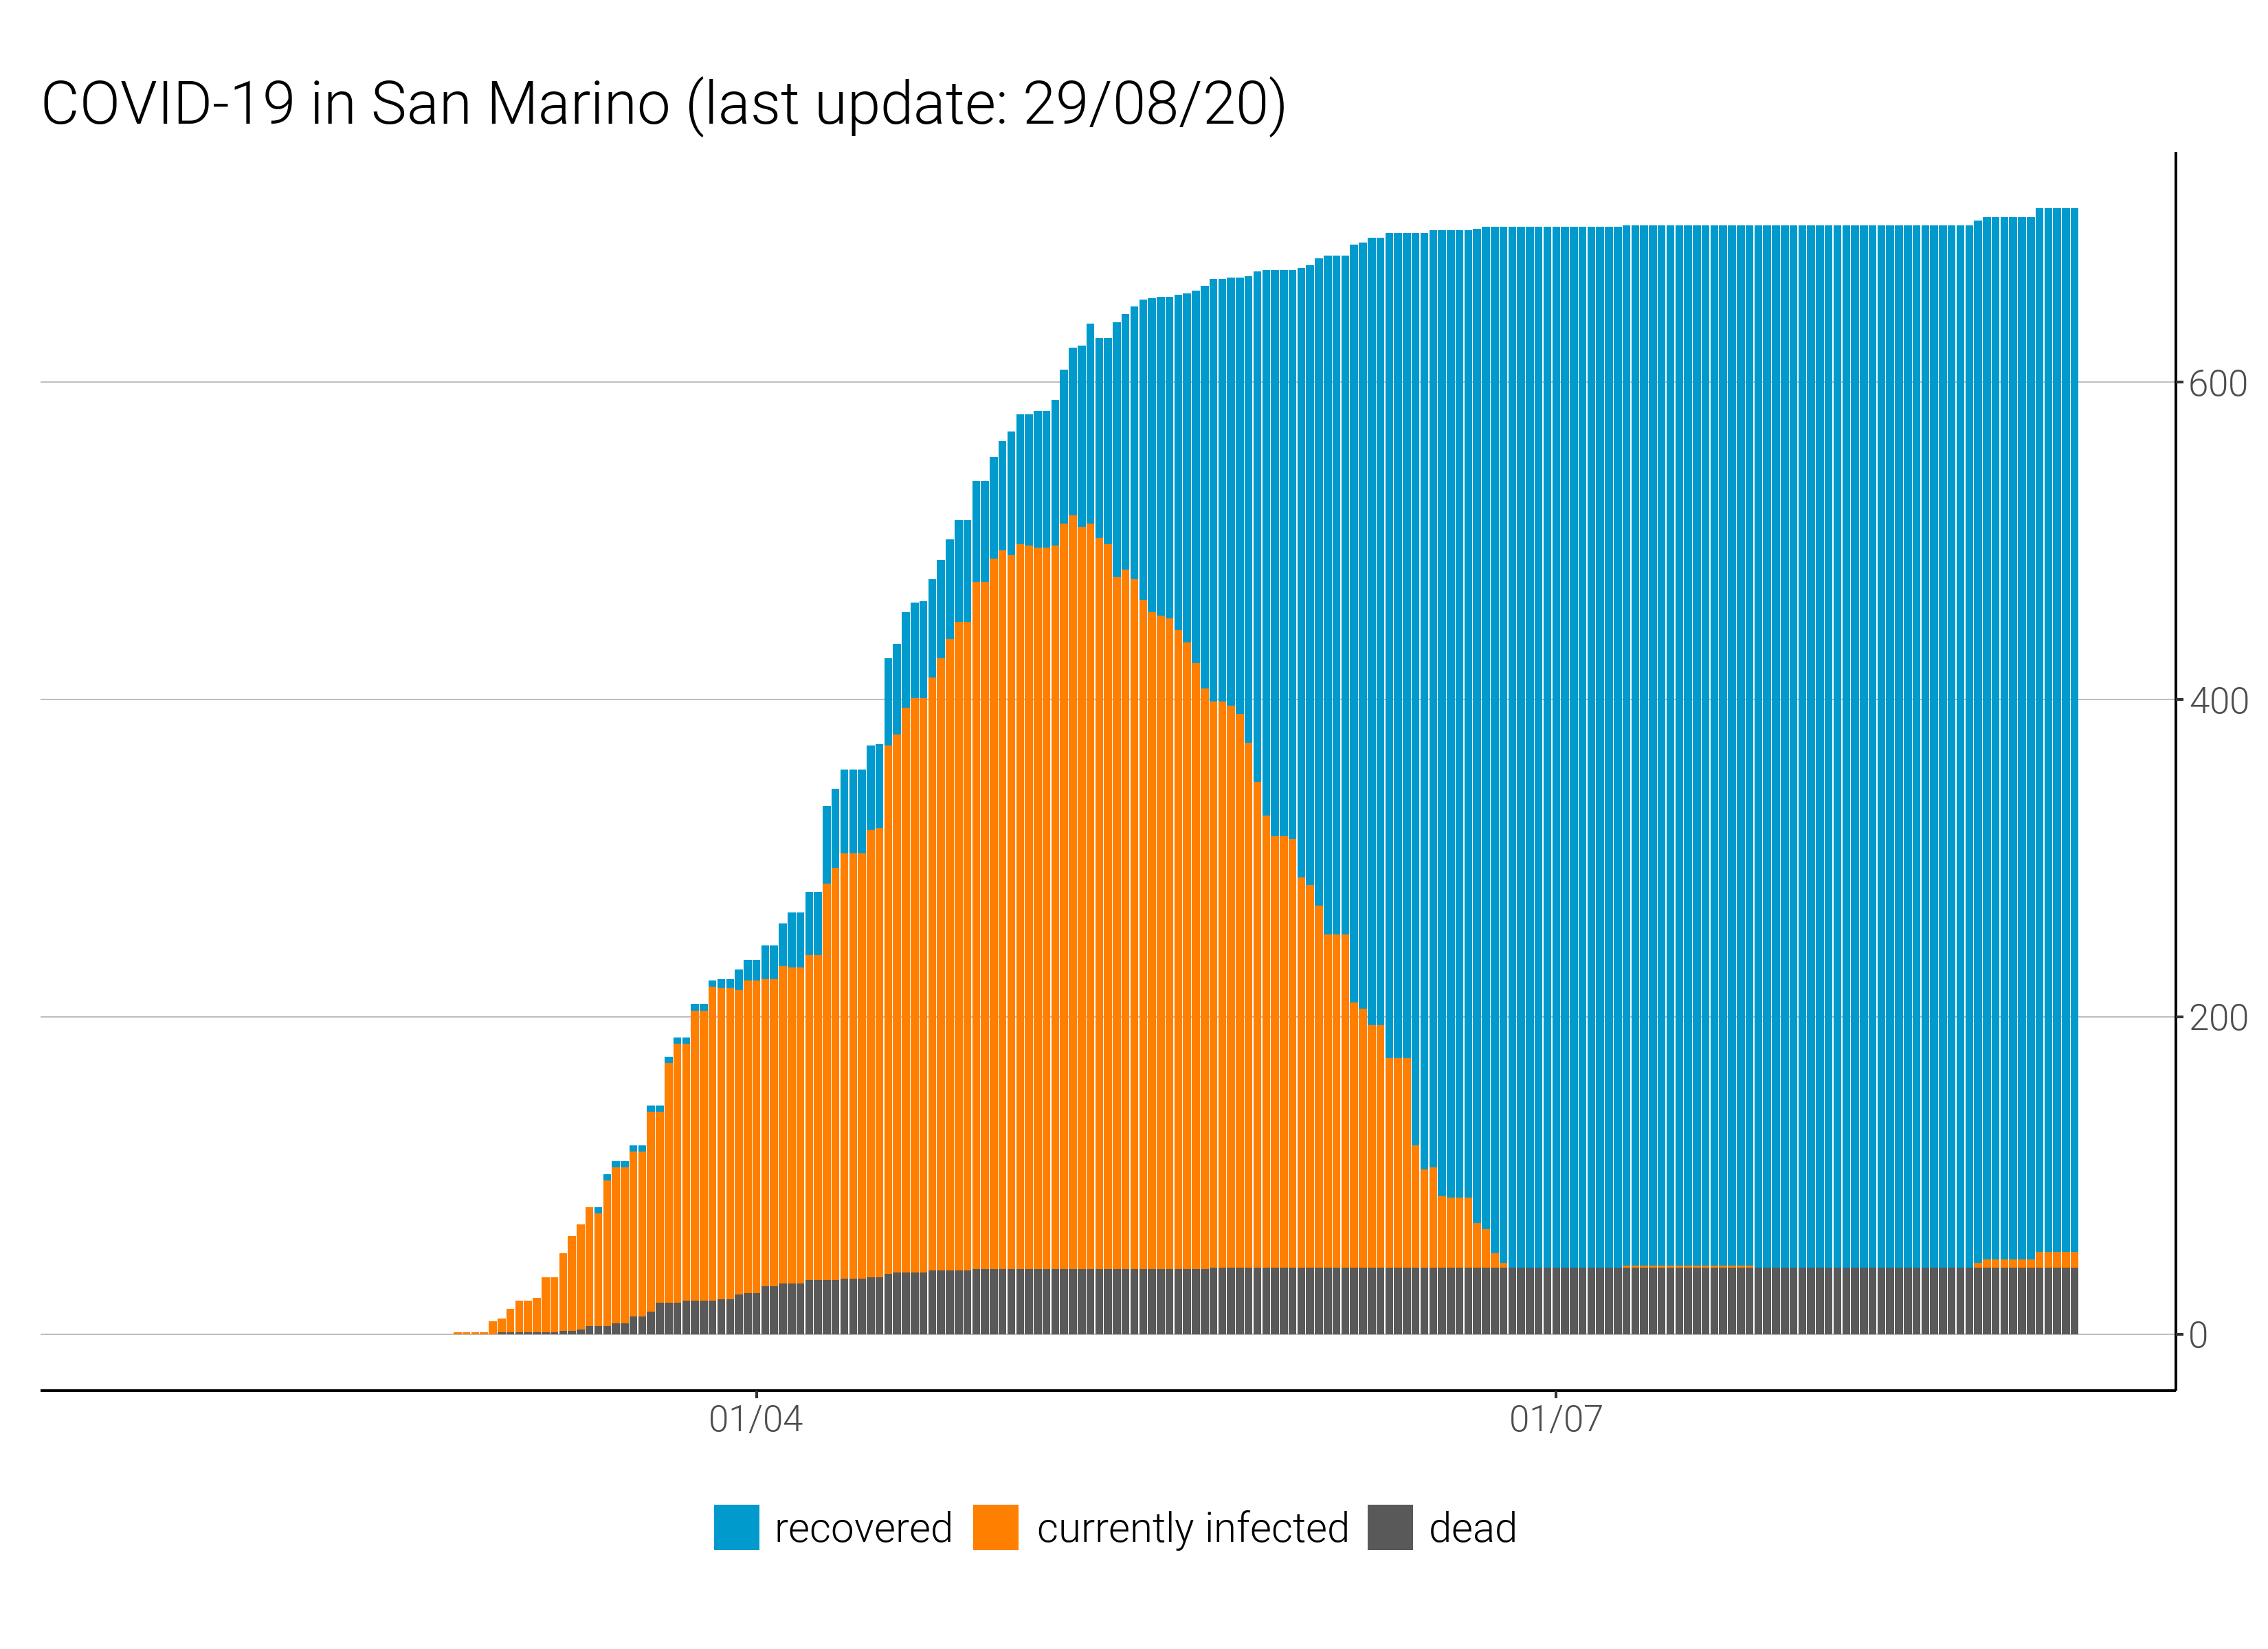 COVID-19 in San Marino (last update: 29/08/20)
600
400
200
0
01/04 01/07
recovered currently infected dead